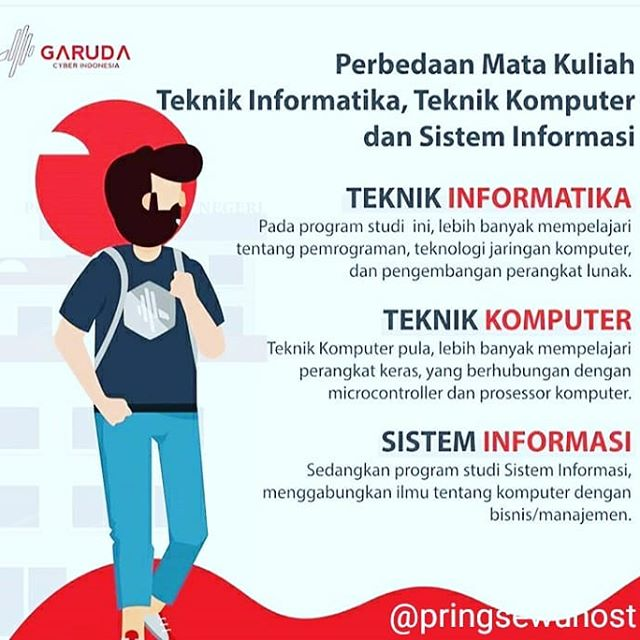 GARUDA
CYBER INDONESIA
Perbedaan Mata Kuliah
Teknik Informatika, Teknik Komputer
dan Sistem Informasi
TEKNIK INFORMATIKA
Pada program studi ini, lebih banyak mempelajari
tentang pemrograman, teknologi jaringan komputer,
dan pengembangan perangkat lunak.
TEKNIK KOMPUTER
Teknik Komputer pula, lebih banyak mempelajari
perangkat keras, yang berhubungan dengan
microcontroller dan prosessor komputer.
SISTEM INFORMASI
Sedangkan program studi Sistem Informasi,
menggabungkan ilmu tentang komputer dengan
bisnis/manajemen.
@pringsewuhost